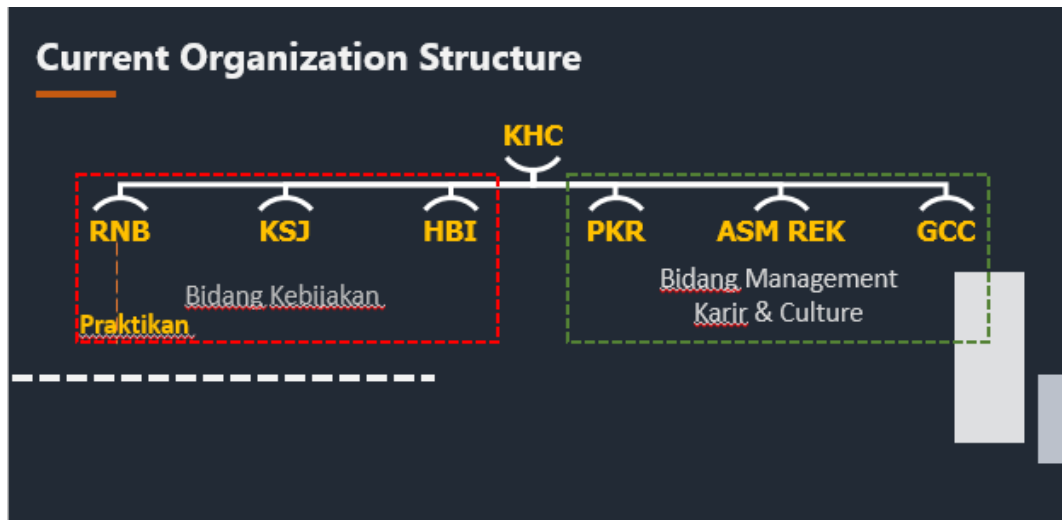 Current Organization Structure
KHC
RNB KSJ HBI PKR ASM REK GCC
Bidang Kebijakan
Bidang Management
Karir & Culture
Praktikan